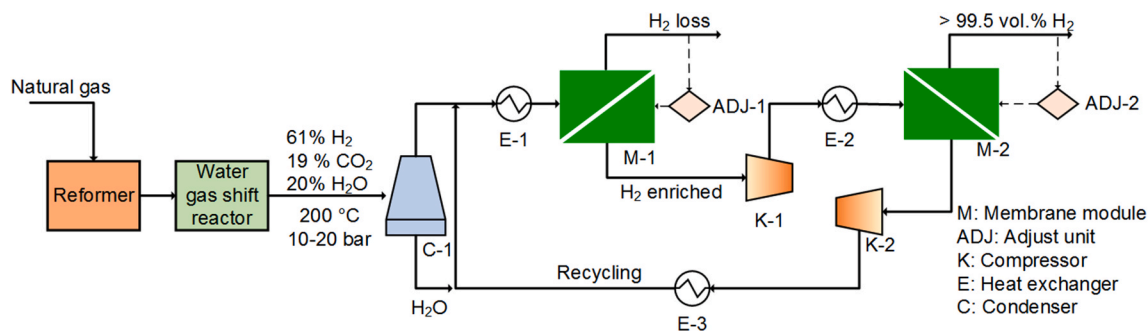 Natural gas
Reformer
Water
gas shift
reactor
61% H₂
19 % CO₂
20% H₂O
200 °C
10-20 bar
C-1
H₂O
E-1
H₂ loss
ADJ-1
M-1
H₂ enriched
K-1
E-2
> 99.5 vol.% H₂
ADJ-2
M-2
K-2
Recycling
E-3
M: Membrane module
ADJ: Adjust unit
K: Compressor
E: Heat exchanger
C: Condenser